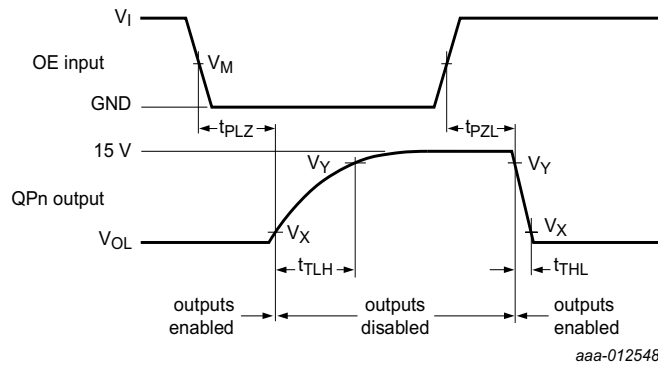 VI
OE input
VM
GND
tPLZ
tPZL
15 V
VY
VY
QPn output
VX
VX
VOL
tTLH
tTHL
outputs enabled
outputs disabled
outputs enabled
aaa-012548